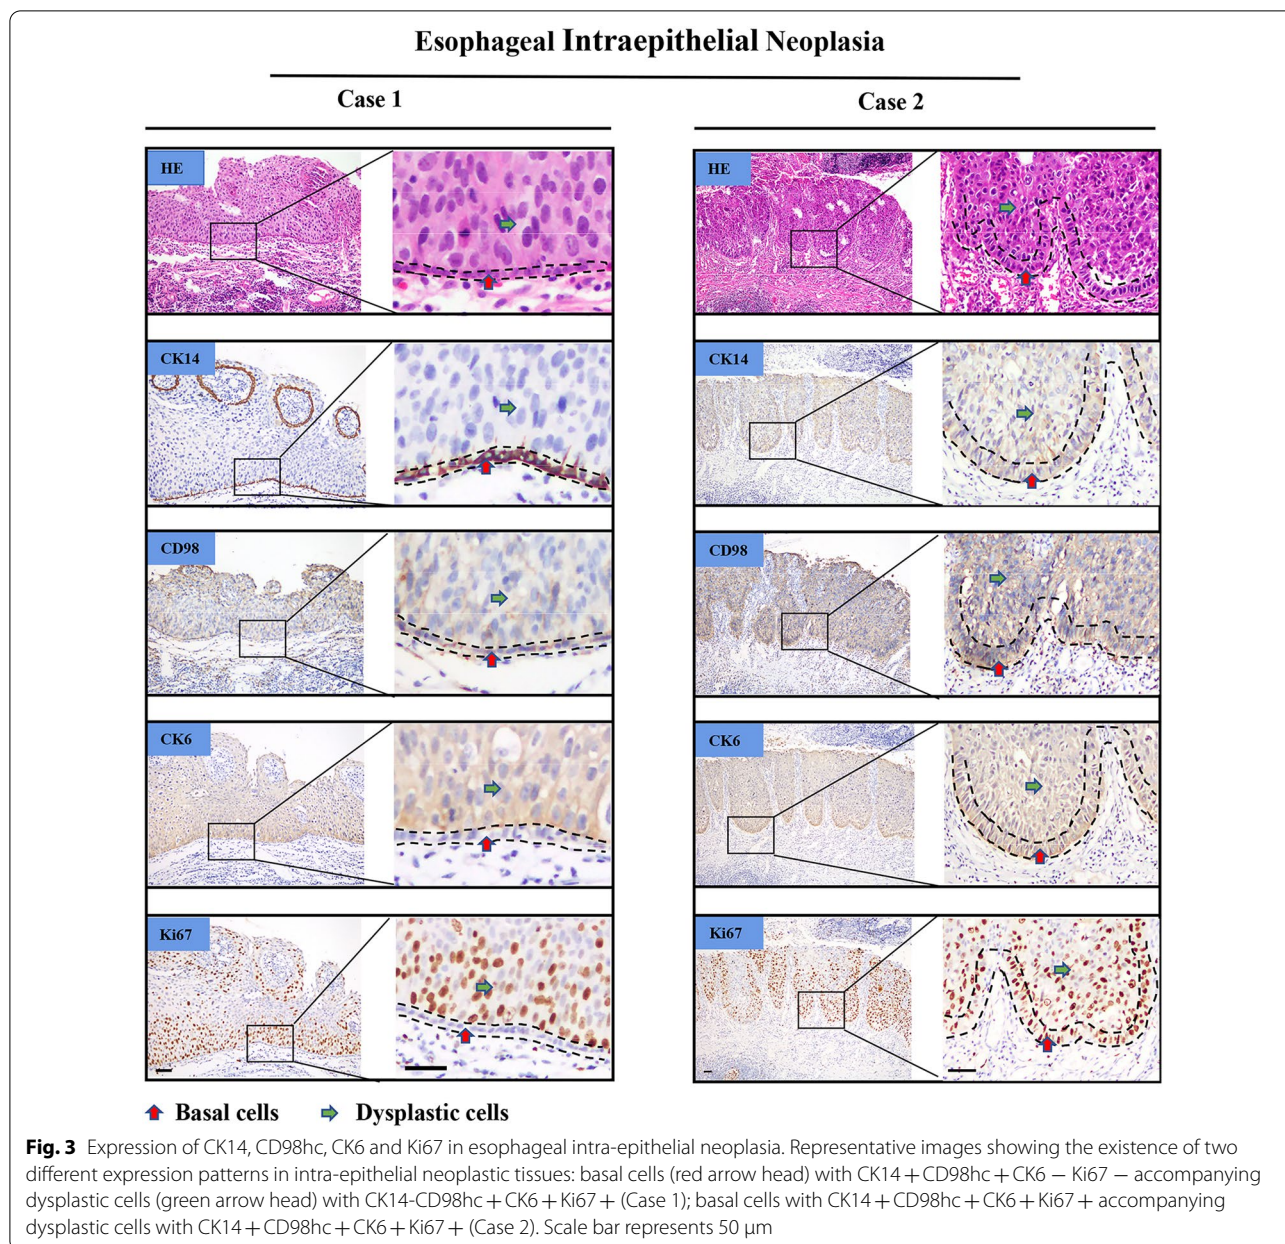 Esophageal Intraepithelial Neoplasia
Case 1
Case 2
HE
HE
CK14
CK14
CD98
CD98
CK6
CK6
Ki67
Ki67
Basal cells
Dysplastic cells
Fig. 3 Expression of CK14, CD98hc, CK6 and Ki67 in esophageal intra-epithelial neoplasia. Representative images showing the existence of two
different expression patterns in intra-epithelial neoplastic tissues: basal cells (red arrow head) with CK14 + CD98hc + CK6 − Ki67 − accompanying
dysplastic cells (green arrow head) with CK14-CD98hc + CK6 + Ki67 + (Case 1); basal cells with CK14 + CD98hc + CK6 + Ki67 + accompanying
dysplastic cells with CK14 + CD98hc + CK6 + Ki67 + (Case 2). Scale bar represents 50 μm